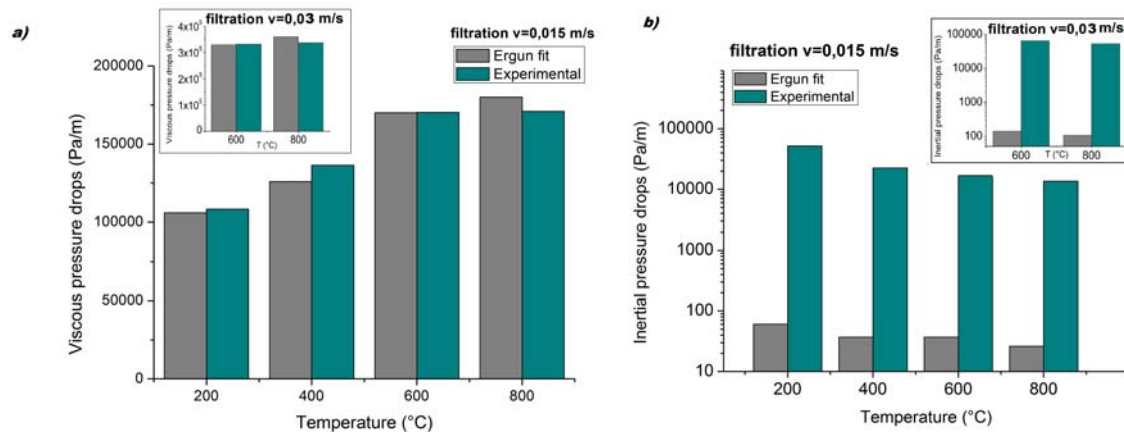 a)
filtration v=0,03 m/s
Viscous pressure drops (Pa/m)
4x10⁵
3x10⁵
2x10⁵
1x10⁵
0
600
800
T (°C)
filtration v=0,015 m/s
Ergun fit
Experimental
Viscous pressure drops (Pa/m)
200000
150000
100000
50000
0
200
400
600
800
Temperature (°C)
b)
filtration v=0,015 m/s
Ergun fit
Experimental
filtration v=0,03 m/s
Inertial pressure drops (Pa/m)
100000
10000
1000
100
600
T (°C)
800
Inertial pressure drops (Pa/m)
100000
10000
1000
100
10
200
400
600
800
Temperature (°C)